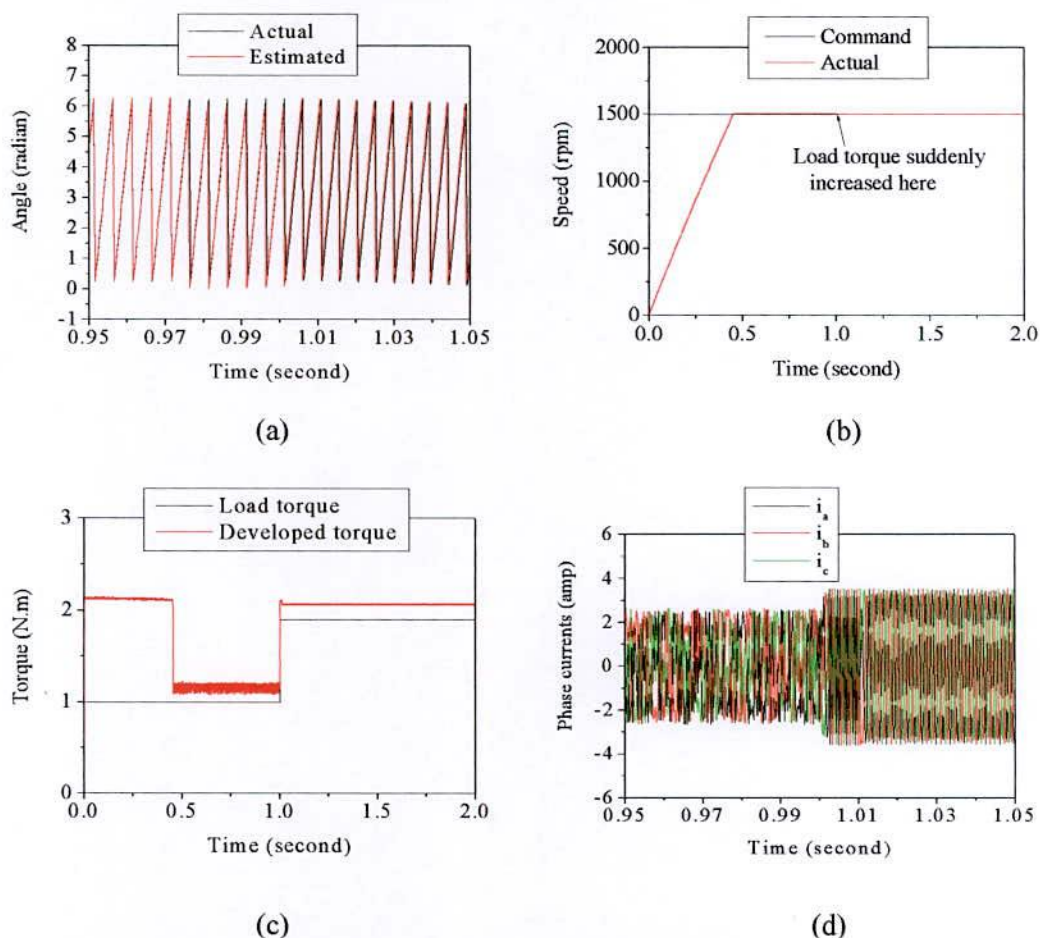 Actual
Estimated
8
7
6
5
4
3
2
1
0
-1
Angle (radian)
0.95 0.97 0.99 1.01 1.03 1.05
Time (second)
(a)
Command
Actual
2000
1500
1000
500
0
Speed (rpm)
Load torque suddenly
increased here
0.0 0.5 1.0 1.5 2.0
Time (second)
(b)
Load torque
Developed torque
3
2
1
0
Torque (N.m)
0.0 0.5 1.0 1.5 2.0
Time (second)
(c)
i_a
i_b
i_c
6
4
2
0
-2
-4
-6
Phase currents (amp)
0.95 0.97 0.99 1.01 1.03 1.05
Time (second)
(d)